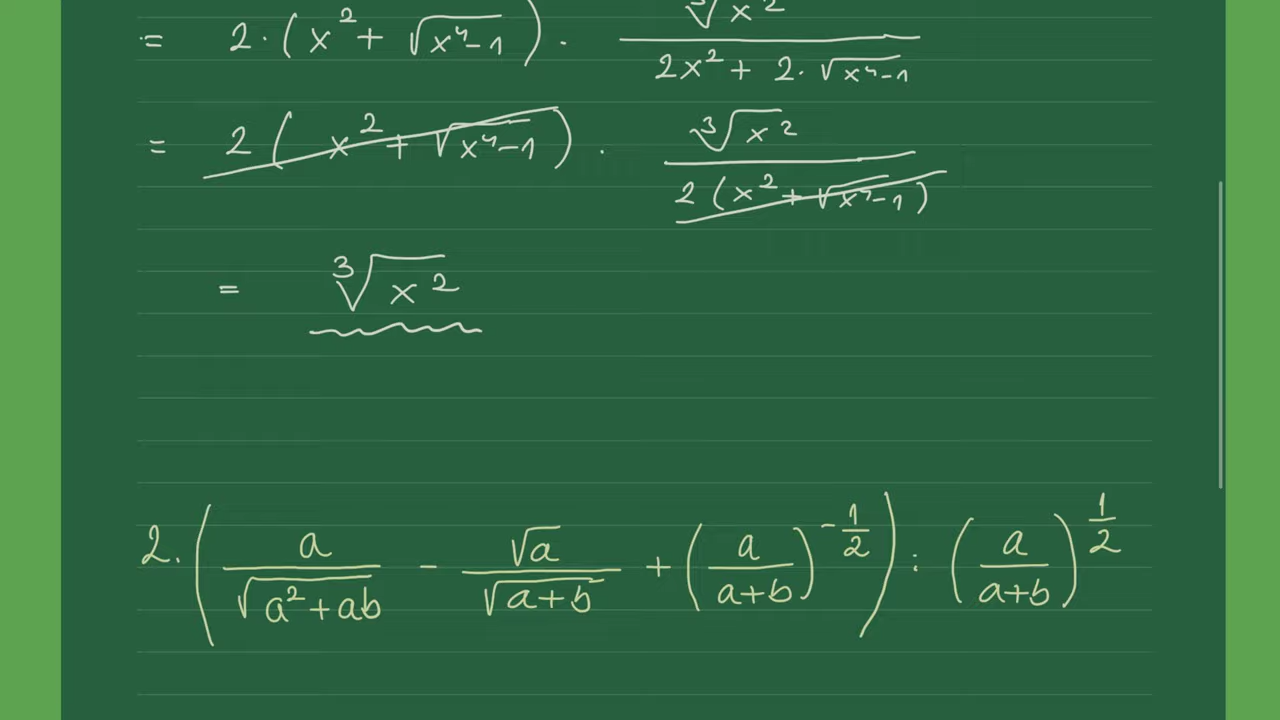 = 2·(x² + √(x⁴-1)) · ∛(x²) / (2x² + 2·√(x⁴-1))
= 2(x² + √(x⁴-1)) · ∛(x²) / (2(x² + √(x⁴-1)))
= ∛(x²)
2. (a/√(a²+ab) - √a/√(a+b) + (a/(a+b))^(-1/2)) : (a/(a+b))^(1/2)